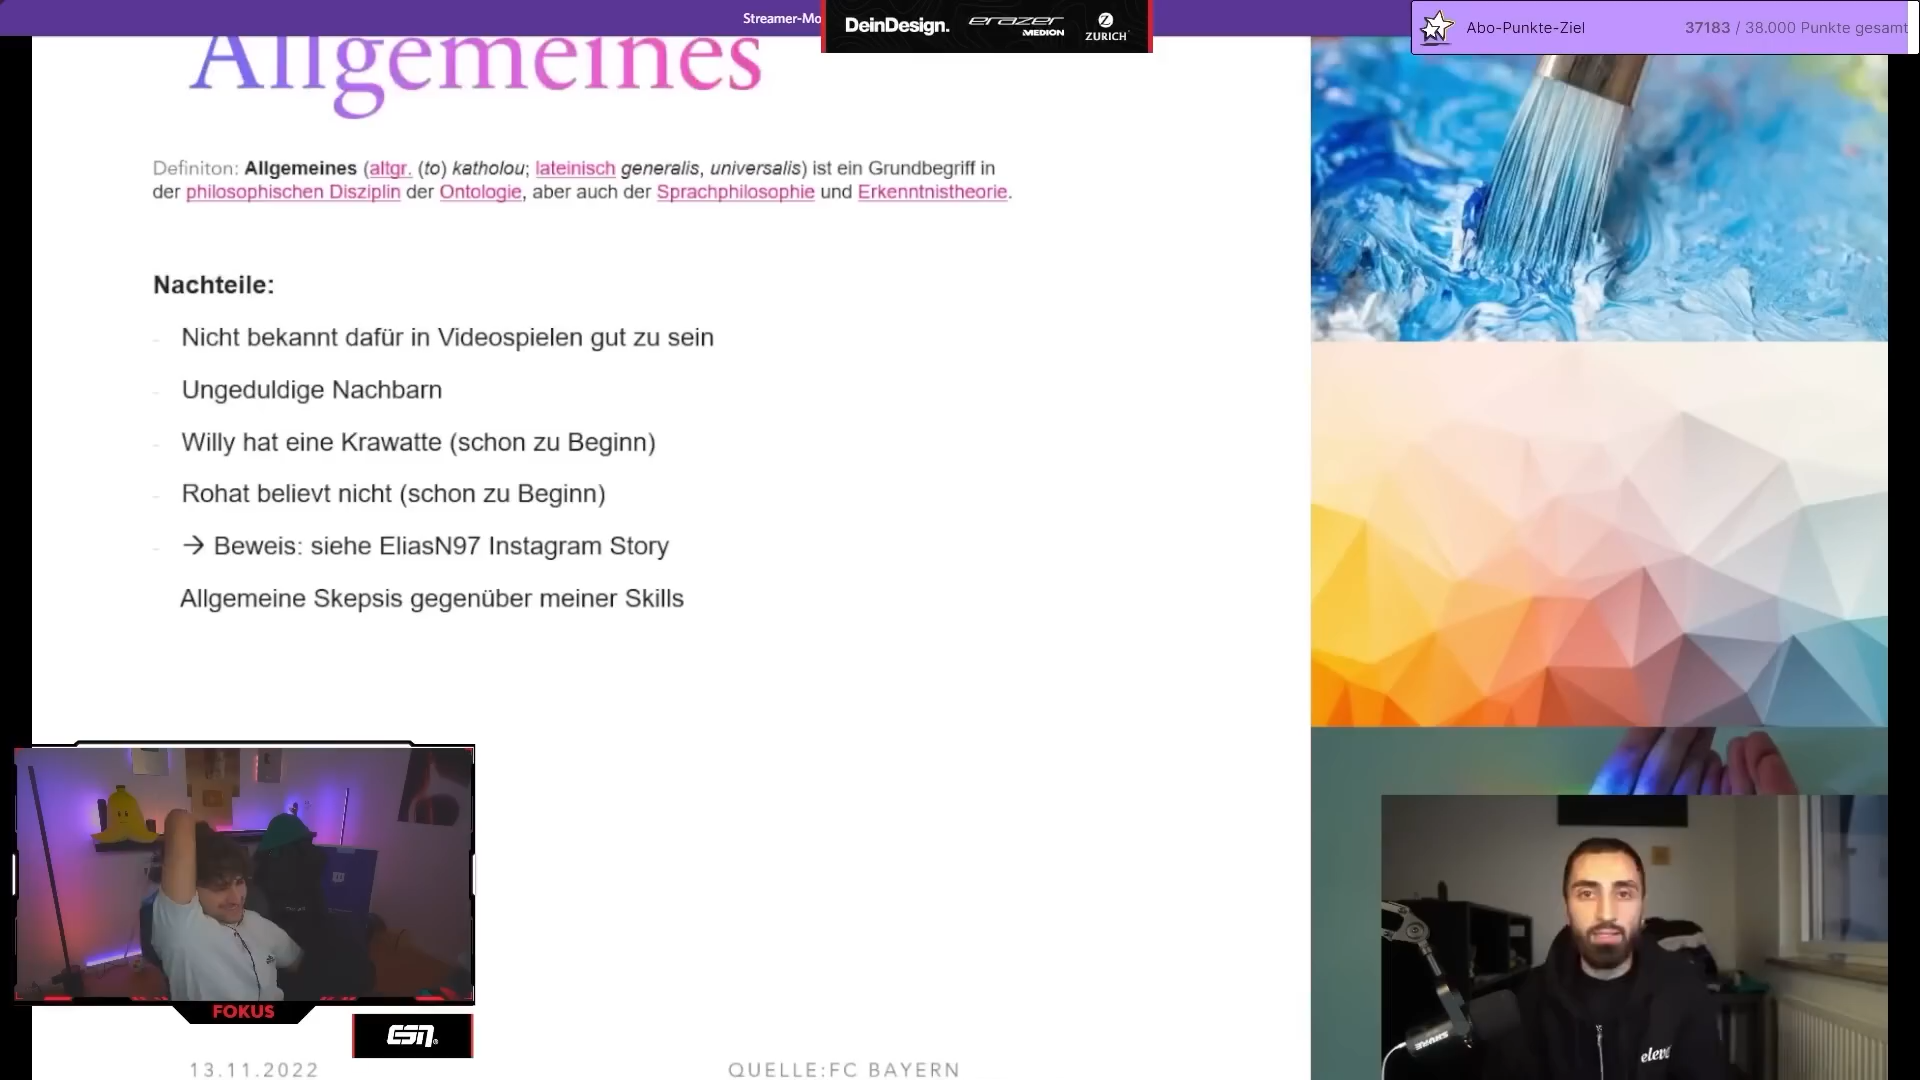 Streamer-Mo
DeinDesign.
erazer
MEDION
Z
ZURICH
Abo-Punkte-Ziel
37183 / 38.000 Punkte gesamt
Allgemeines
Definiton: Allgemeines (altgr. (to) katholou; lateinisch generalis, universalis) ist ein Grundbegriff in
der philosophischen Disziplin der Ontologie, aber auch der Sprachphilosophie und Erkenntnistheorie.
Nachteile:
- Nicht bekannt dafür in Videospielen gut zu sein
- Ungeduldige Nachbarn
- Willy hat eine Krawatte (schon zu Beginn)
- Rohat believt nicht (schon zu Beginn)
- → Beweis: siehe EliasN97 Instagram Story
Allgemeine Skepsis gegenüber meiner Skills
FOKUS
SHURE
eleve
13.11.2022
QUELLE:FC BAYERN